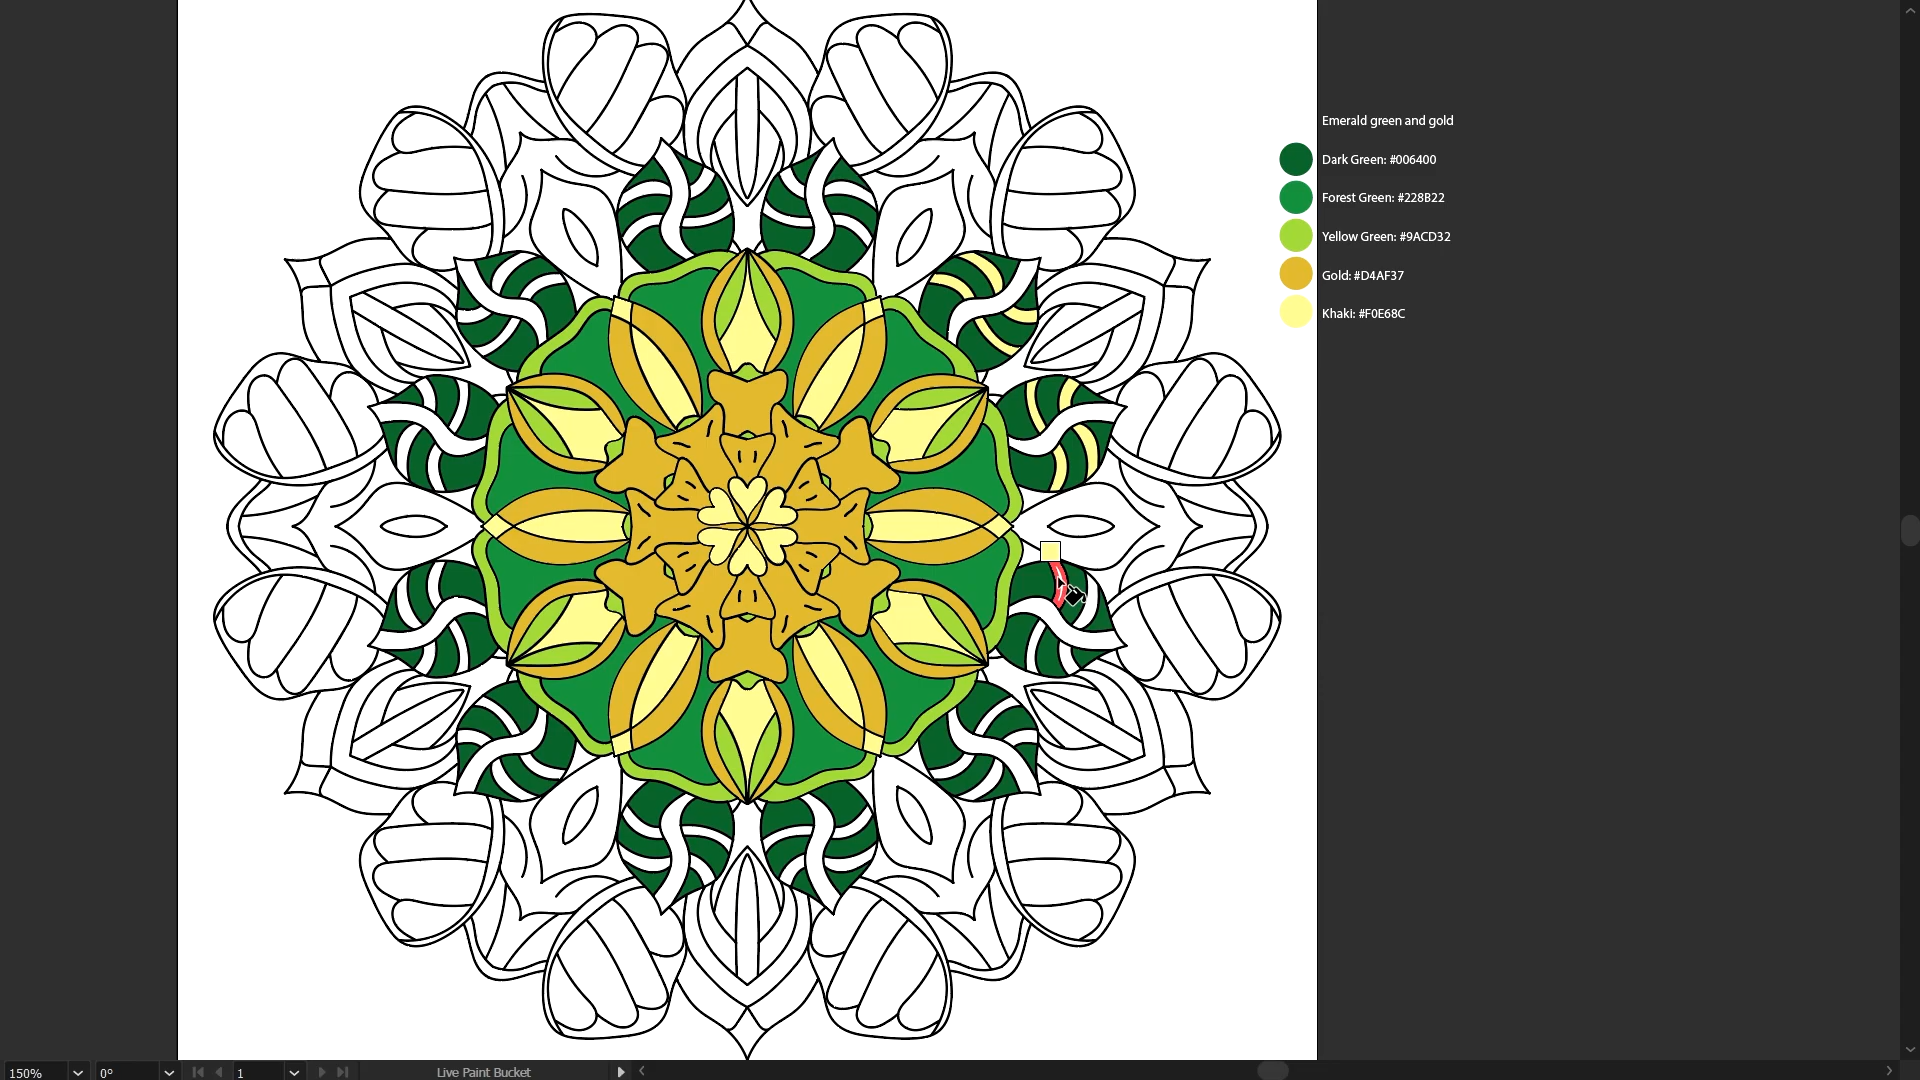 Emerald green and gold
Dark Green: #006400
Forest Green: #228B22
Yellow Green: #9ACD32
Gold: #D4AF37
Khaki: #F0E68C
150% 0° 1 Live Paint Bucket